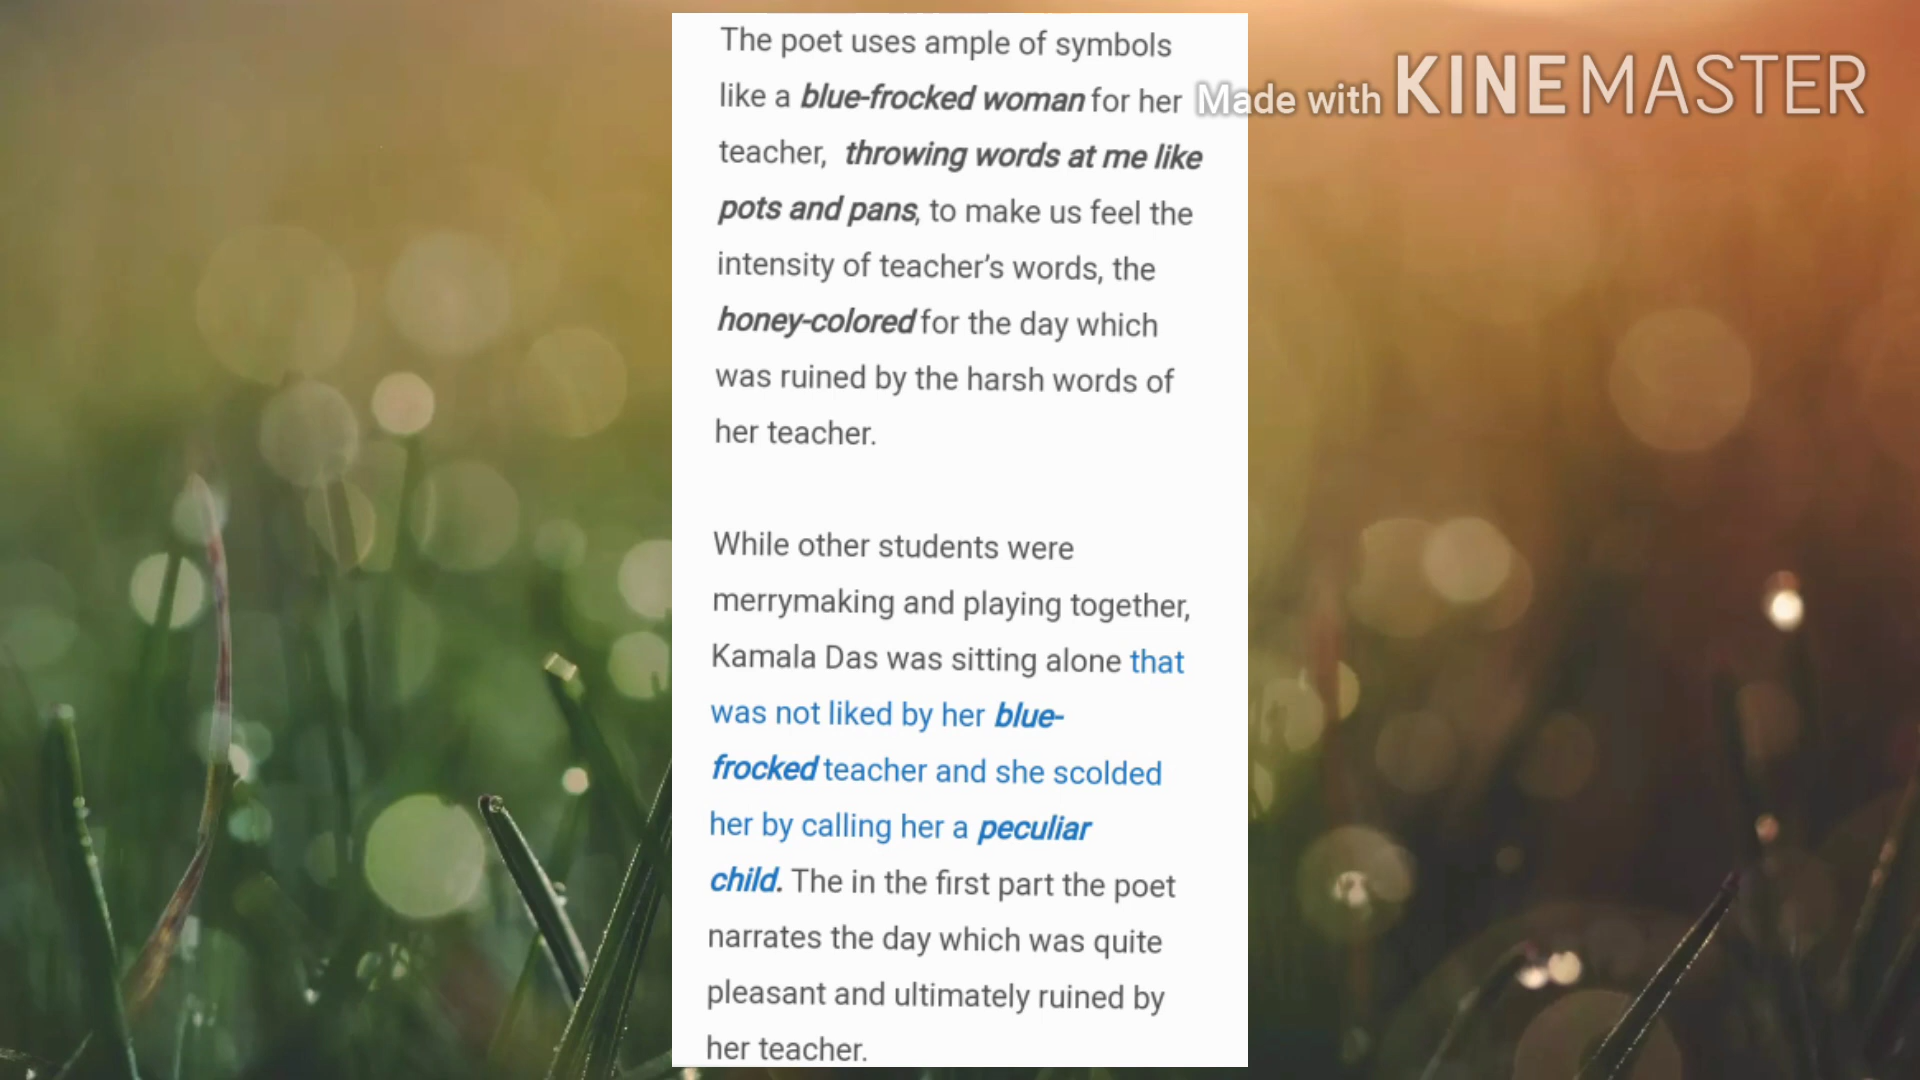 The poet uses ample of symbols
like a blue-frocked woman for her
teacher, throwing words at me like
pots and pans, to make us feel the
intensity of teacher’s words, the
honey-colored for the day which
was ruined by the harsh words of
her teacher.
While other students were
merrymaking and playing together,
Kamala Das was sitting alone that
was not liked by her blue-
frocked teacher and she scolded
her by calling her a peculiar
child. The in the first part the poet
narrates the day which was quite
pleasant and ultimately ruined by
her teacher.
Made with KINEMASTER